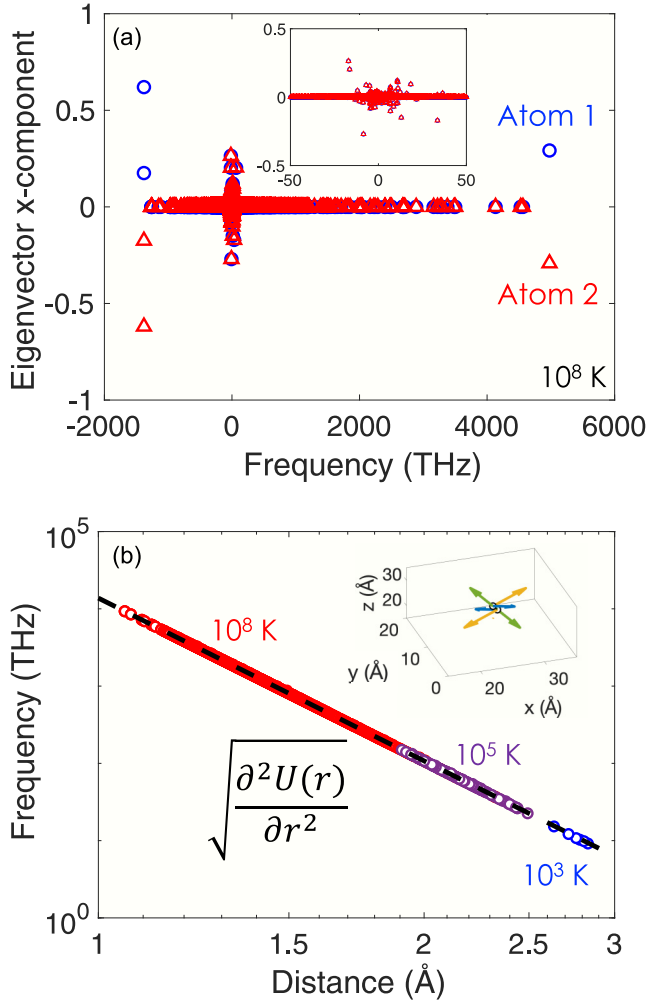 (a)
1
0.5
0
-0.5
-1
Eigenvector x-component
0.5
0
-0.5
-50 0 50
Atom 1
Atom 2
10⁸ K
-2000 0 2000 4000 6000
Frequency (THz)
(b)
10⁵
10⁰
Frequency (THz)
10⁸ K
10⁵ K
10³ K
√(∂²U(r)/∂r²)
z (Å)
30
20
20
10
0
y (Å)
20 30
x (Å)
1 1.5 2 2.5 3
Distance (Å)